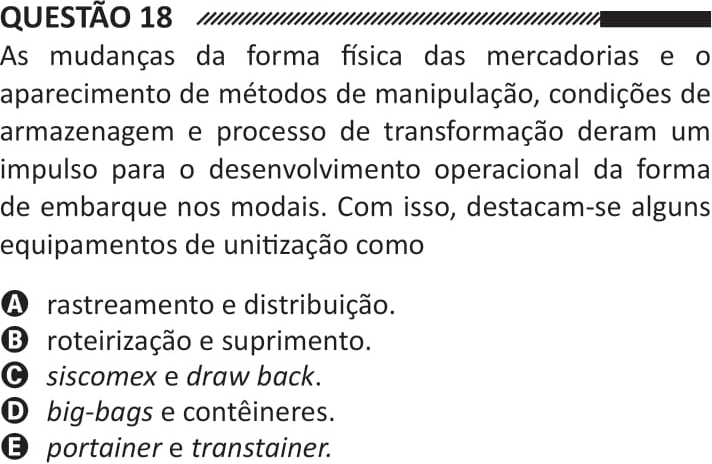 QUESTÃO 18
As mudanças da forma física das mercadorias e o
aparecimento de métodos de manipulação, condições de
armazenagem e processo de transformação deram um
impulso para o desenvolvimento operacional da forma
de embarque nos modais. Com isso, destacam-se alguns
equipamentos de unitização como
A rastreamento e distribuição.
B roteirização e suprimento.
C siscomex e draw back.
D big-bags e contêineres.
E portainer e transtainer.